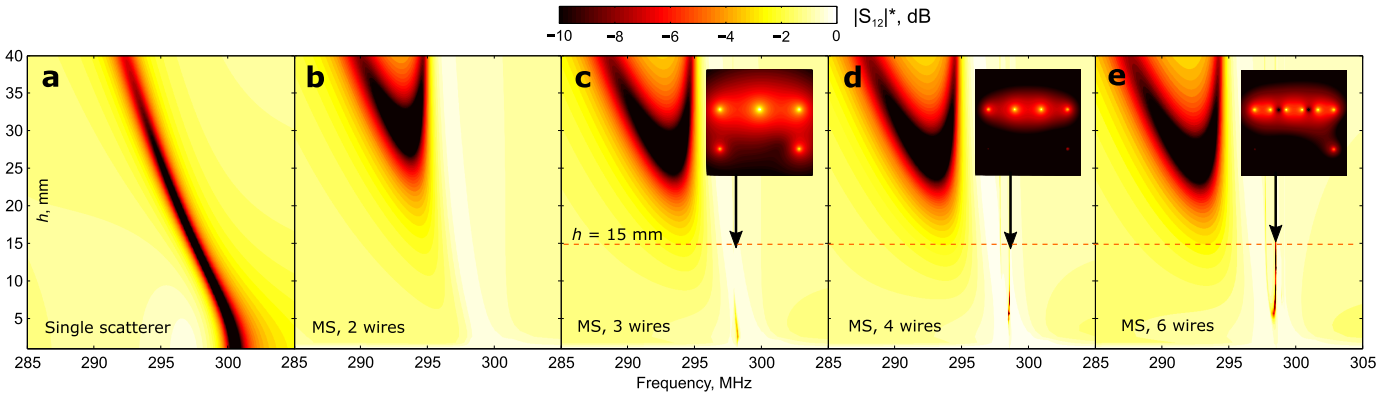 |S12|*, dB
−10 −8 −6 −4 −2 0
a b c d e
40
35
30
25
20
15
10
5
h, mm
h = 15 mm
Single scatterer MS, 2 wires MS, 3 wires MS, 4 wires MS, 6 wires
285 290 295 300 285 290 295 300 285 290 295 300 285 290 295 300 285 290 295 300 305
Frequency, MHz